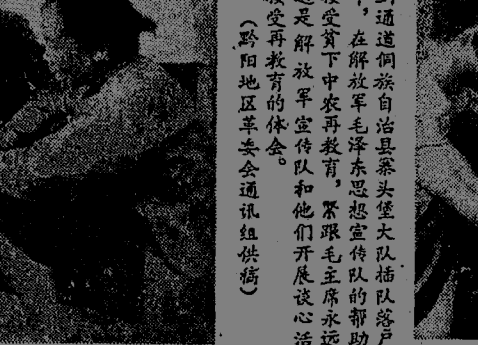 到通道侗族自治县寨头堡大队插队落户
，在解放军毛泽东思想宣传队的帮助
接受贫下中农再教育，紧跟毛主席永远
是解放军宣传队和他们开展谈心活
接受再教育的体会。
（黔阳地区革委会通讯组供稿）